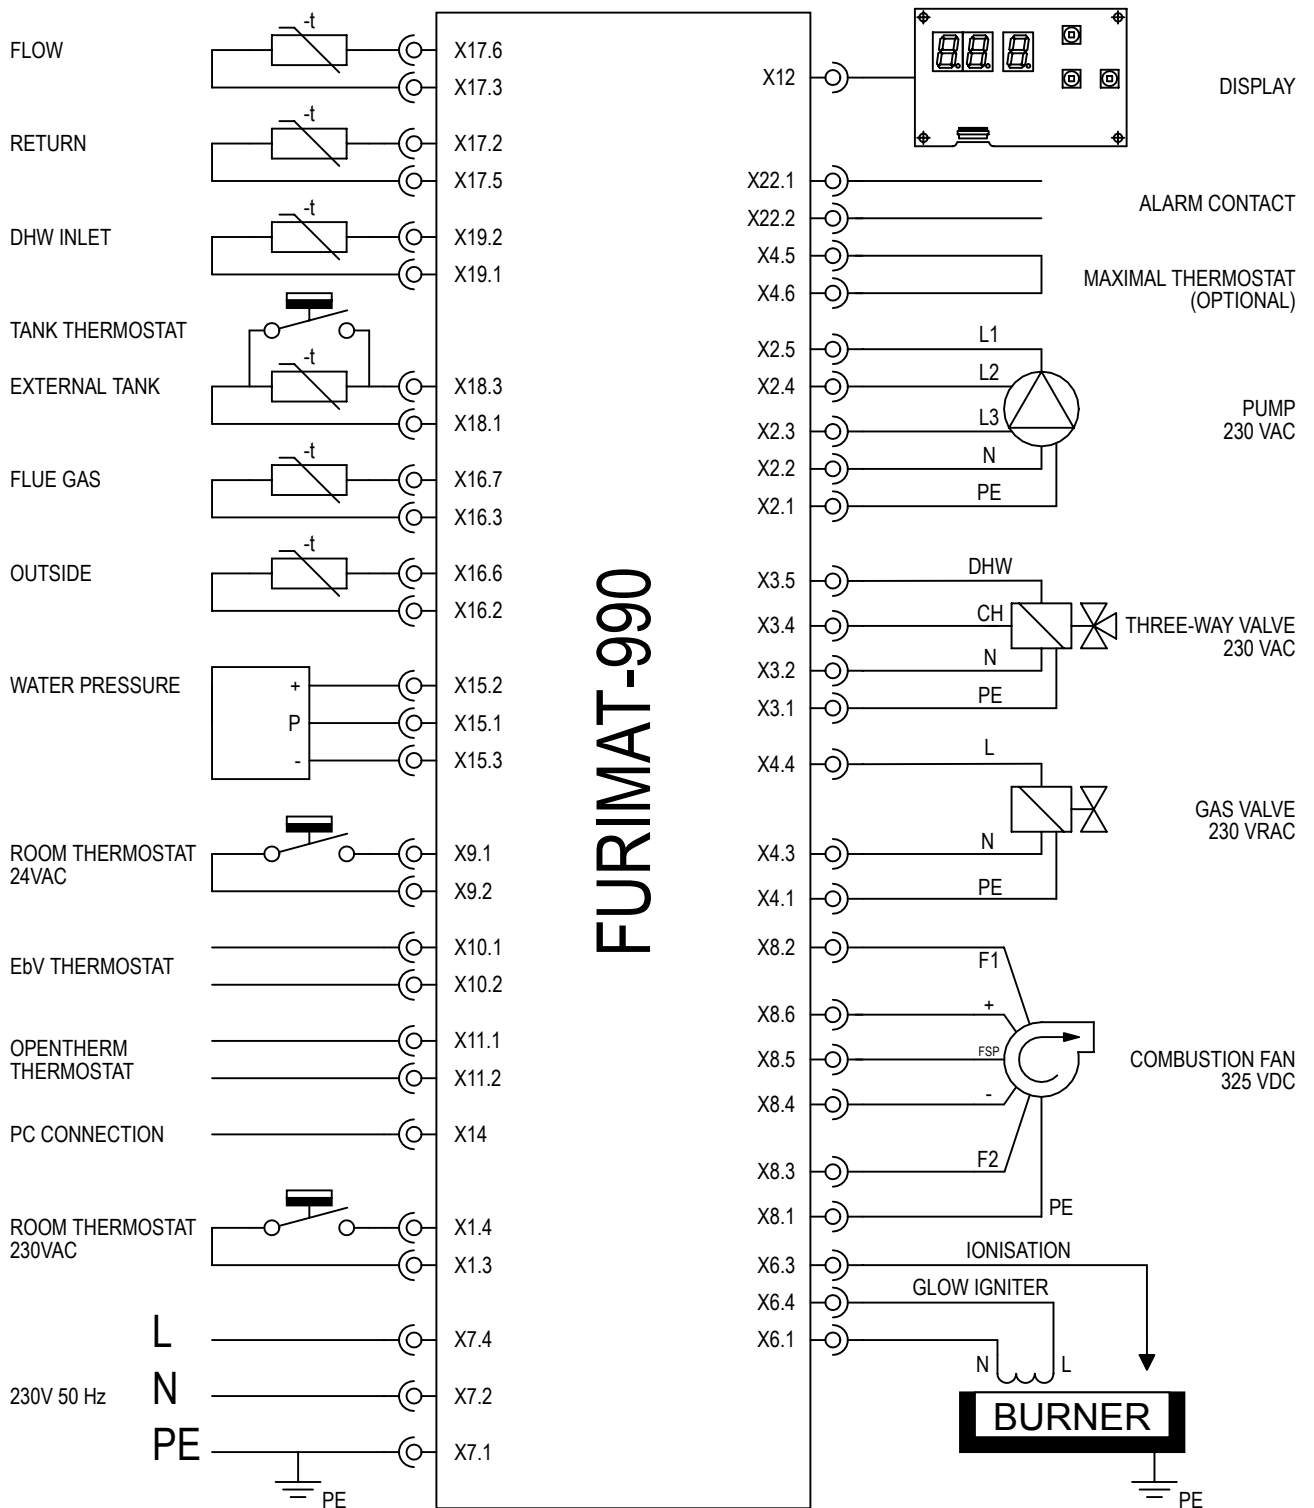 FLOW
-t
X17.6
X17.3
RETURN
-t
X17.2
X17.5
DHW INLET
-t
X19.2
X19.1
TANK THERMOSTAT
EXTERNAL TANK
-t
X18.3
X18.1
FLUE GAS
-t
X16.7
X16.3
OUTSIDE
-t
X16.6
X16.2
WATER PRESSURE
+
P
-
X15.2
X15.1
X15.3
ROOM THERMOSTAT
24VAC
X9.1
X9.2
EbV THERMOSTAT
X10.1
X10.2
OPENTHERM
THERMOSTAT
X11.1
X11.2
PC CONNECTION
X14
ROOM THERMOSTAT
230VAC
X1.4
X1.3
230V 50 Hz
L
N
PE
X7.4
X7.2
X7.1
PE
FURIMAT-990
X12
8.8.8.
DISPLAY
X22.1
X22.2
ALARM CONTACT
X4.5
X4.6
MAXIMAL THERMOSTAT
(OPTIONAL)
X2.5
L1
X2.4
L2
X2.3
L3
X2.2
N
X2.1
PE
PUMP
230 VAC
X3.5
DHW
X3.4
CH
X3.2
N
X3.1
PE
THREE-WAY VALVE
230 VAC
X4.4
L
X4.3
N
X4.1
PE
GAS VALVE
230 VRAC
X8.2
F1
X8.6
+
X8.5
FSP
X8.4
-
X8.3
F2
X8.1
PE
COMBUSTION FAN
325 VDC
X6.3
IONISATION
X6.4
GLOW IGNITER
X6.1
N
L
BURNER
PE